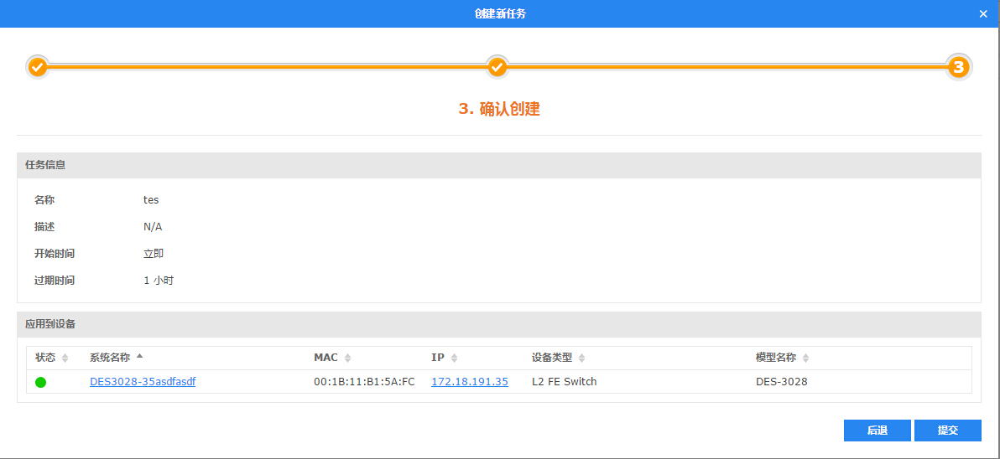 创建新任务
3
3. 确认创建
任务信息
名称 tes
描述 N/A
开始时间 立即
过期时间 1 小时
应用到设备
状态 系统名称 MAC IP 设备类型 模型名称
DES3028-35asdfasdf 00:1B:11:B1:5A:FC 172.18.191.35 L2 FE Switch DES-3028
后退 提交